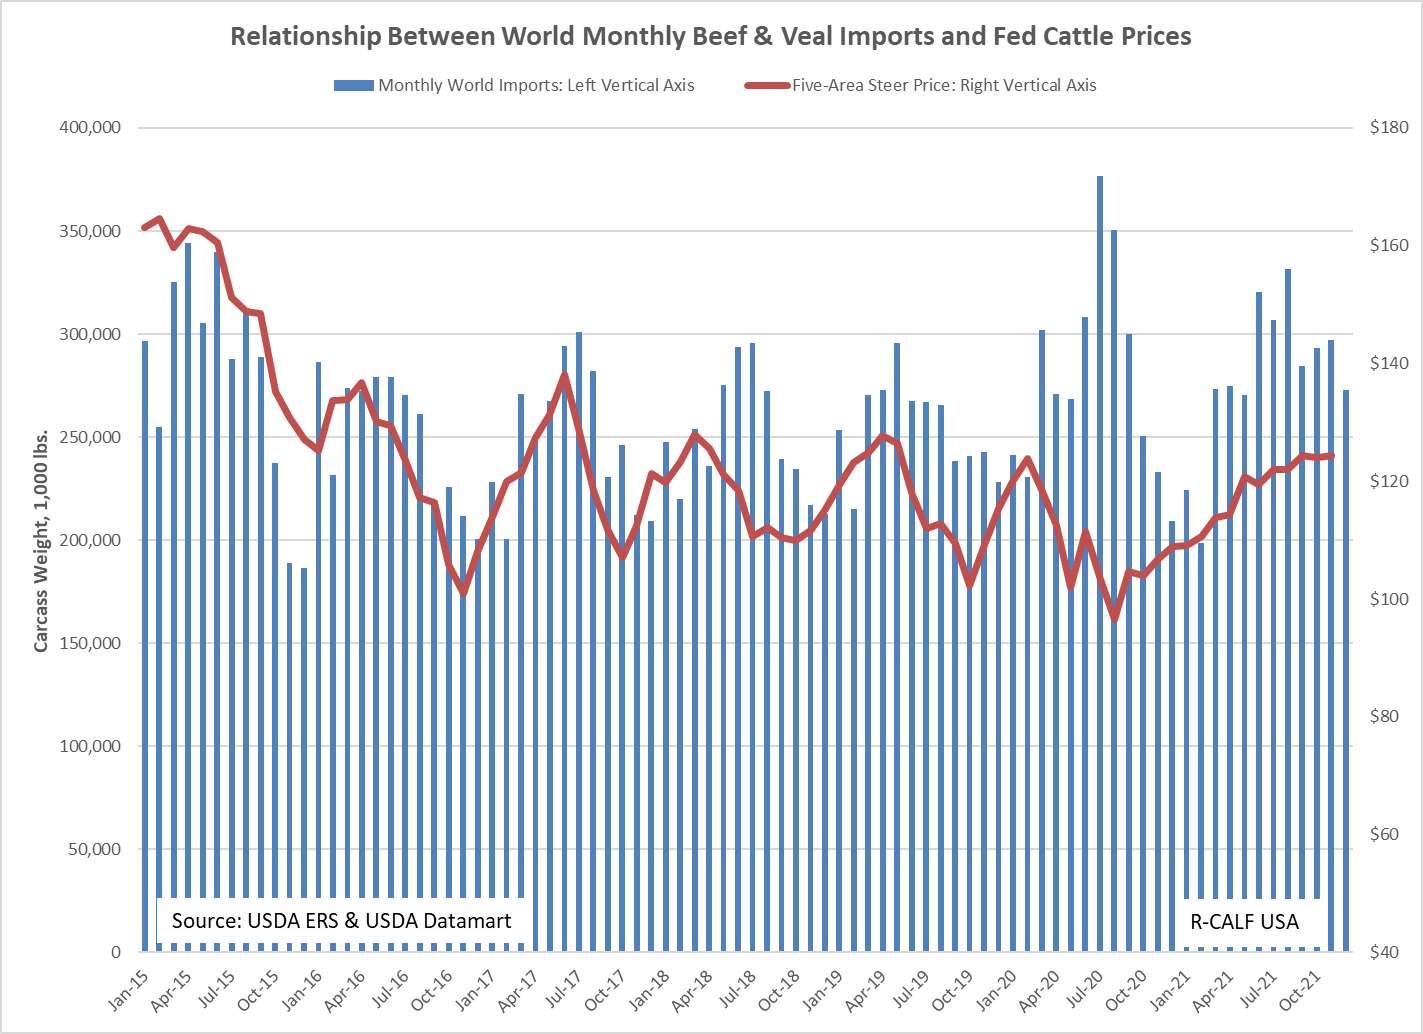 Relationship Between World Monthly Beef & Veal Imports and Fed Cattle Prices
Monthly World Imports: Left Vertical Axis
Five-Area Steer Price: Right Vertical Axis
400,000
350,000
300,000
250,000
200,000
150,000
100,000
50,000
0
Carcass Weight, 1,000 lbs.
$180
$160
$140
$120
$100
$80
$60
$40
Source: USDA ERS & USDA Datamart
R-CALF USA
Jan-15
Apr-15
Jul-15
Oct-15
Jan-16
Apr-16
Jul-16
Oct-16
Jan-17
Apr-17
Jul-17
Oct-17
Jan-18
Apr-18
Jul-18
Oct-18
Jan-19
Apr-19
Jul-19
Oct-19
Jan-20
Apr-20
Jul-20
Oct-20
Jan-21
Apr-21
Jul-21
Oct-21